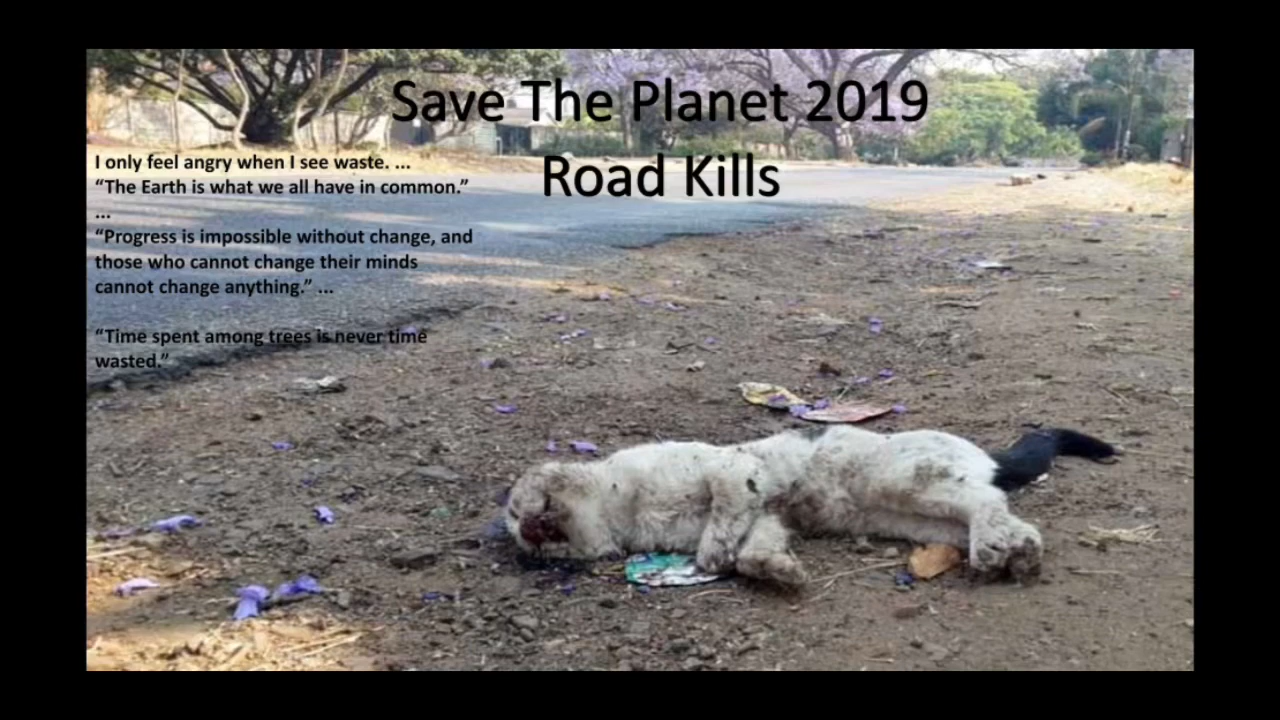 Save The Planet 2019
Road Kills
I only feel angry when I see waste. ...
“The Earth is what we all have in common.”
...
“Progress is impossible without change, and
those who cannot change their minds
cannot change anything.” ...
“Time spent among trees is never time
wasted.”